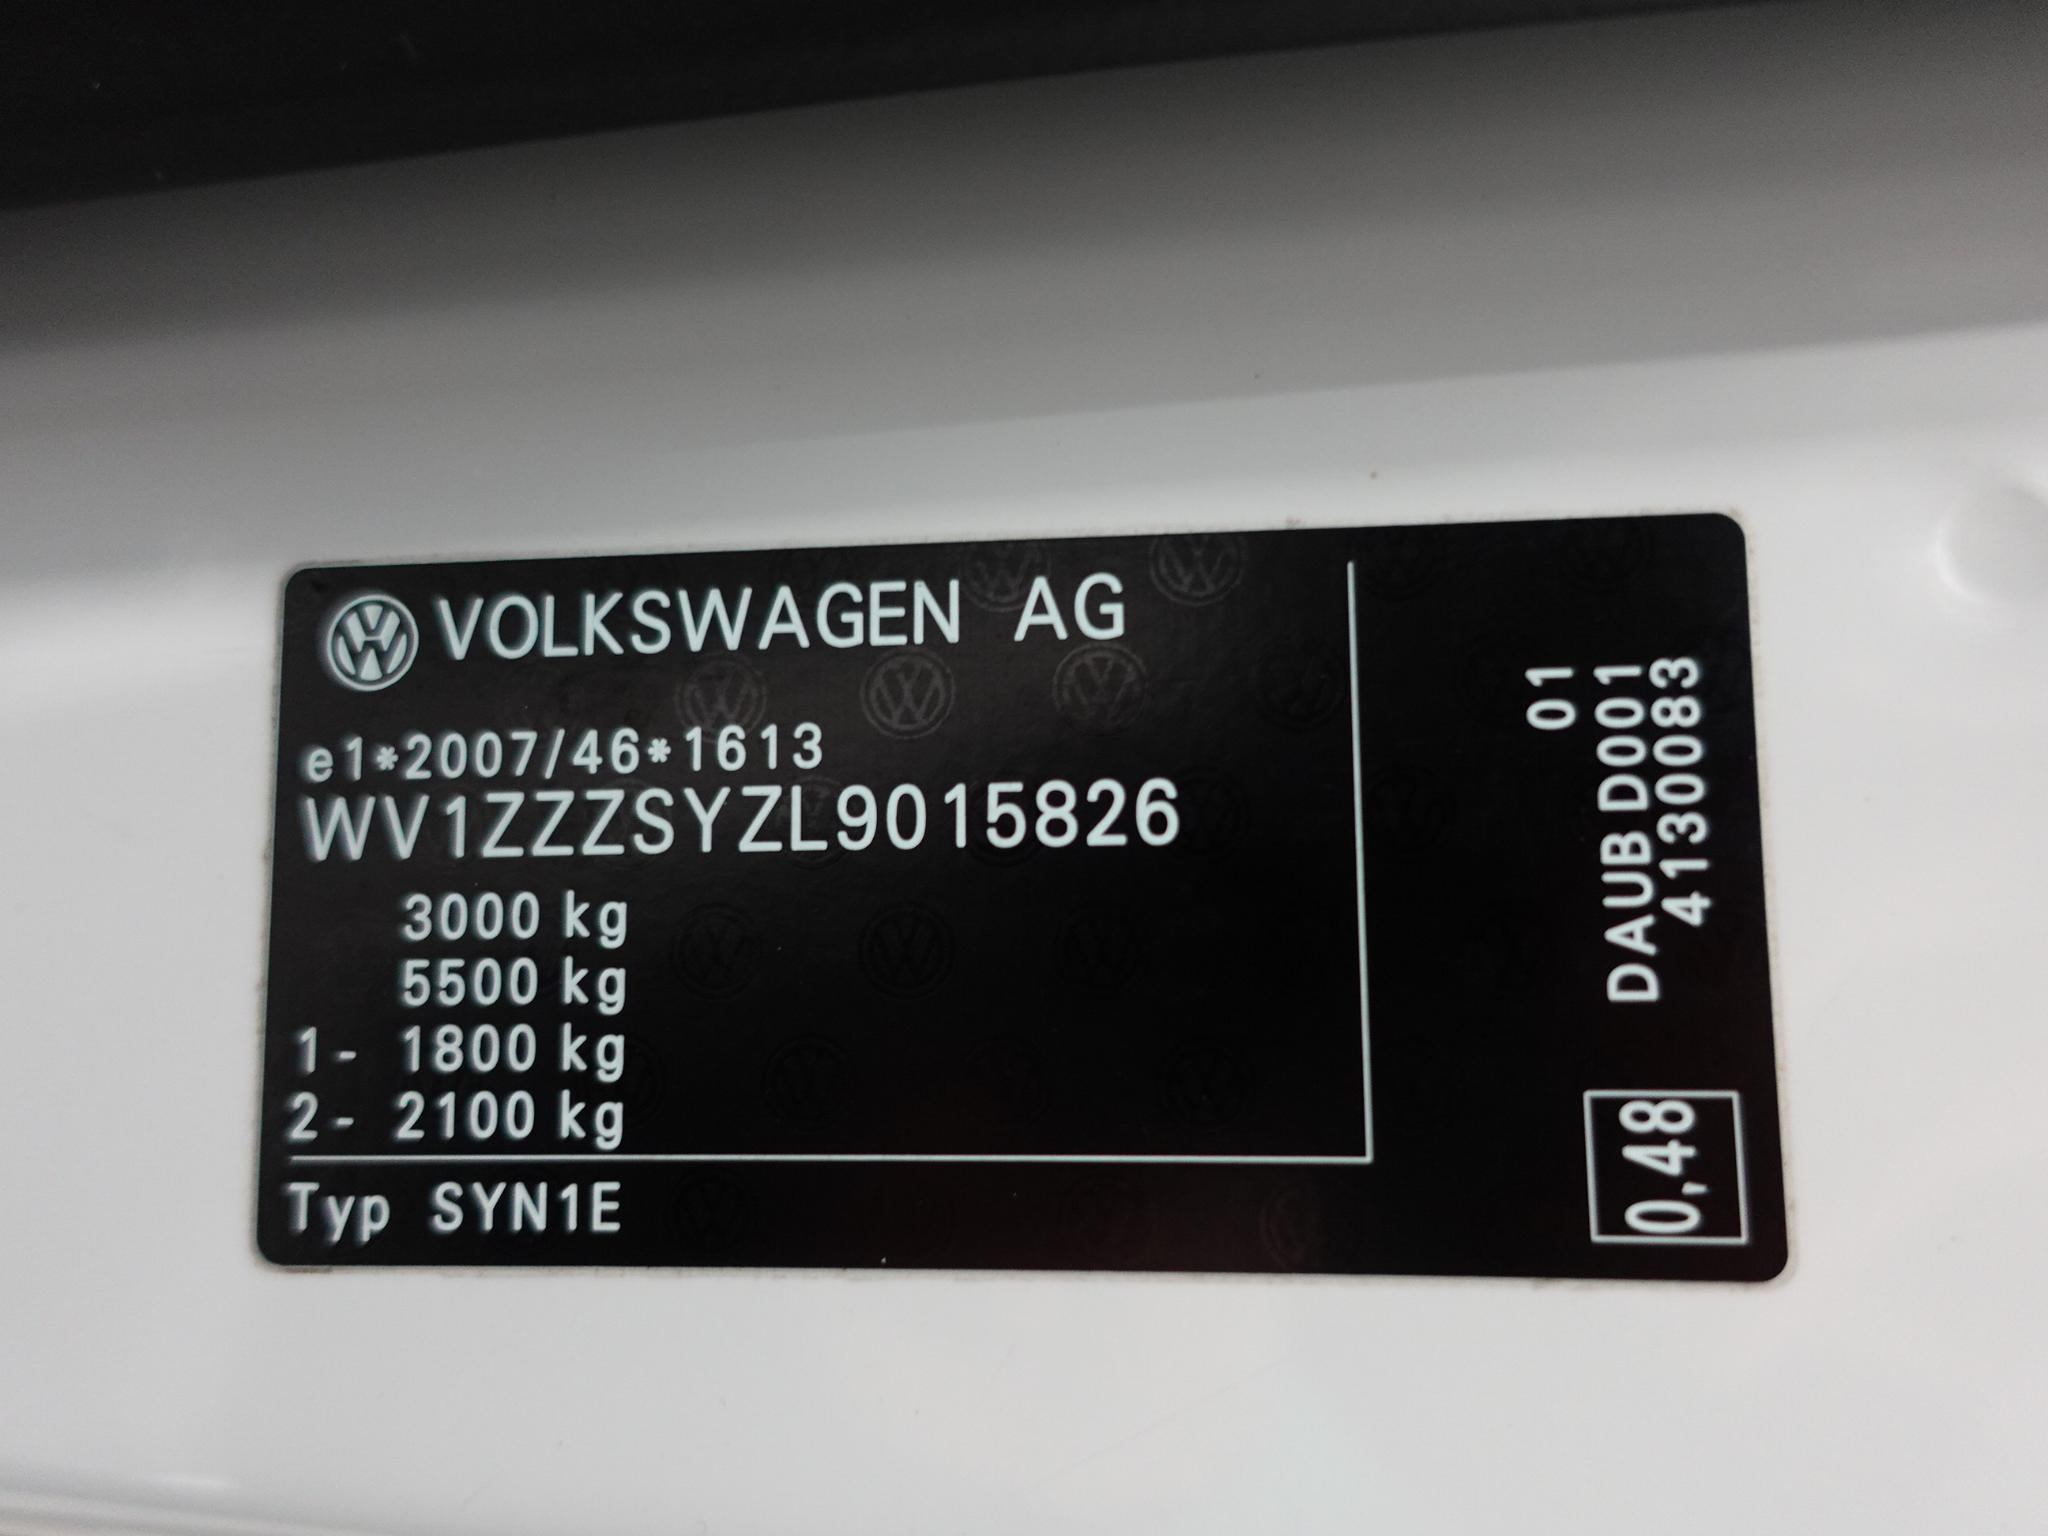 VOLKSWAGEN AG
e1*2007/46*1613
WV1ZZZSYZL9015826
3000 kg
5500 kg
1- 1800 kg
2- 2100 kg
Typ SYN1E
01
DAUB D001
4130083
0,48